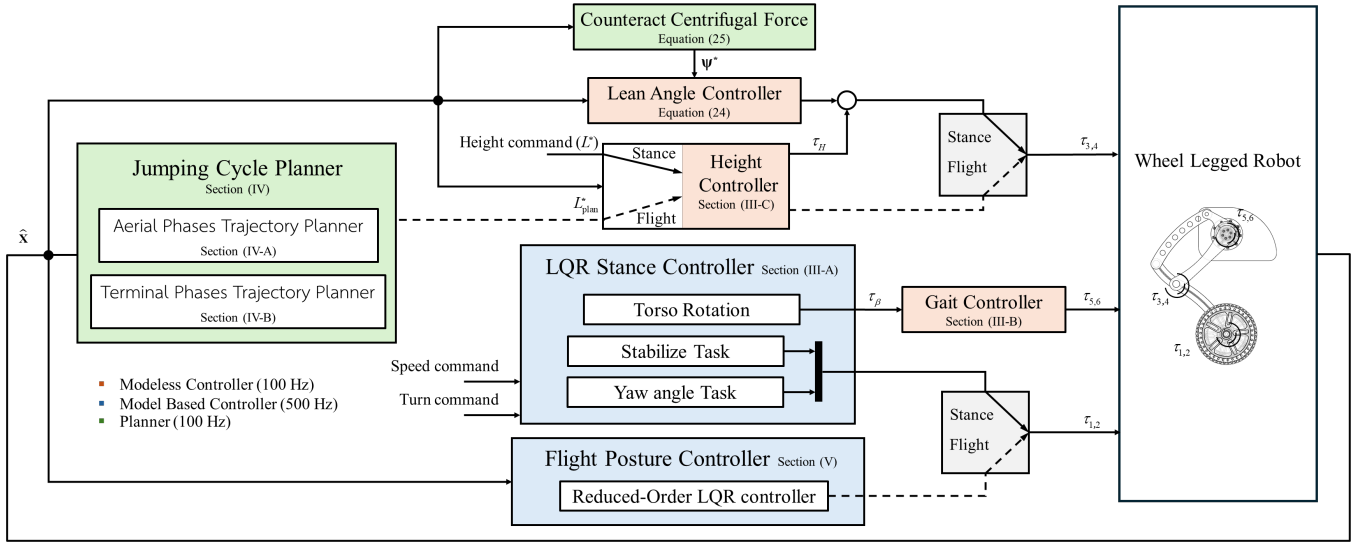 Counteract Centrifugal Force
Equation (25)
ψ*
Lean Angle Controller
Equation (24)
Height command (L*)
Stance
Flight
L*plan
Height
Controller
Section (III-C)
τH
Stance
Flight
τ3,4
Wheel Legged Robot
τ5,6
τ3,4
τ1,2
Jumping Cycle Planner
Section (IV)
Aerial Phases Trajectory Planner
Section (IV-A)
Terminal Phases Trajectory Planner
Section (IV-B)
x̂
LQR Stance Controller Section (III-A)
Torso Rotation
Stabilize Task
Yaw angle Task
τβ
Gait Controller
Section (III-B)
τ5,6
Speed command
Turn command
Modeless Controller (100 Hz)
Model Based Controller (500 Hz)
Planner (100 Hz)
Stance
Flight
τ1,2
Flight Posture Controller Section (V)
Reduced-Order LQR controller